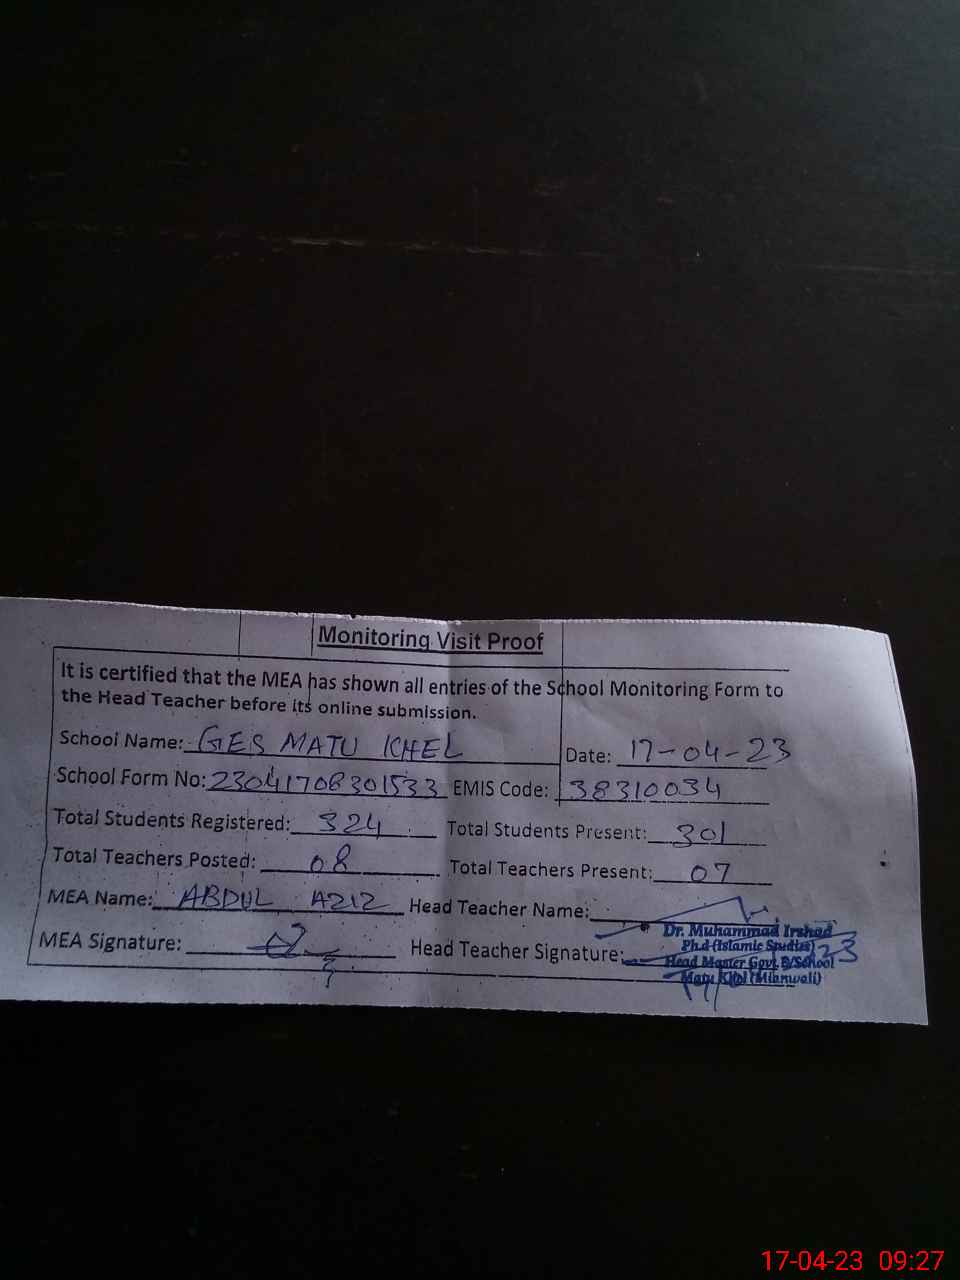 Monitoring Visit Proof
It is certified that the MEA has shown all entries of the School Monitoring Form to
the Head Teacher before its online submission.
School Name: GES MATU KHEL Date: 17-04-23
School Form No: 23041708301533 EMIS Code: 38310034
Total Students Registered: 324 Total Students Present: 301
Total Teachers Posted: 08 Total Teachers Present: 07
MEA Name: ABDUL AZIZ Head Teacher Name:
Dr. Muhammad Irshad
MEA Signature: Head Teacher Signature:
Ph.d (Islamic Studies)
Head Master Govt. E/School
Matu Khel (Mianwali)
17-04-23 09:27